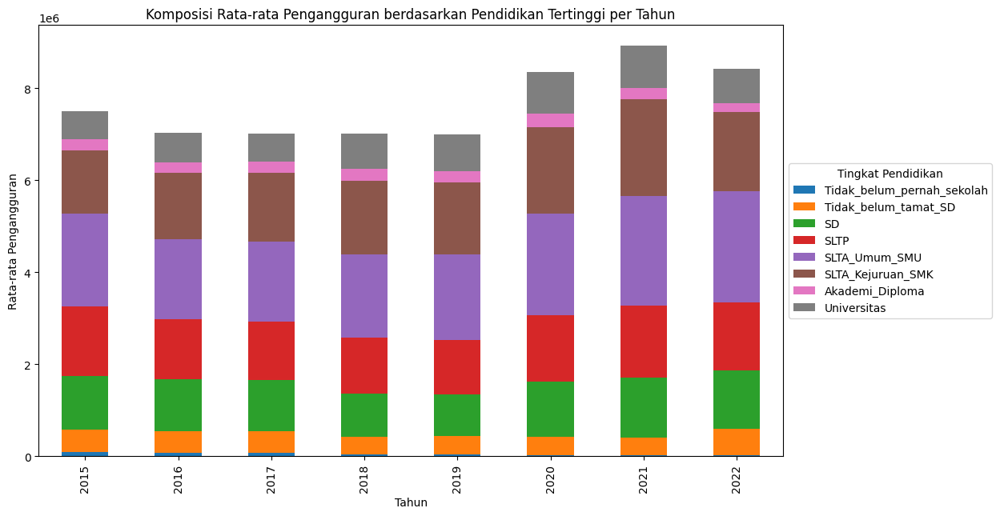 Komposisi Rata-rata Pengangguran berdasarkan Pendidikan Tertinggi per Tahun
1e6
8
6
4
2
0
Rata-rata Pengangguran
2015
2016
2017
2018
2019
2020
2021
2022
Tahun
Tingkat Pendidikan
Tidak_belum_pernah_sekolah
Tidak_belum_tamat_SD
SD
SLTP
SLTA_Umum_SMU
SLTA_Kejuruan_SMK
Akademi_Diploma
Universitas